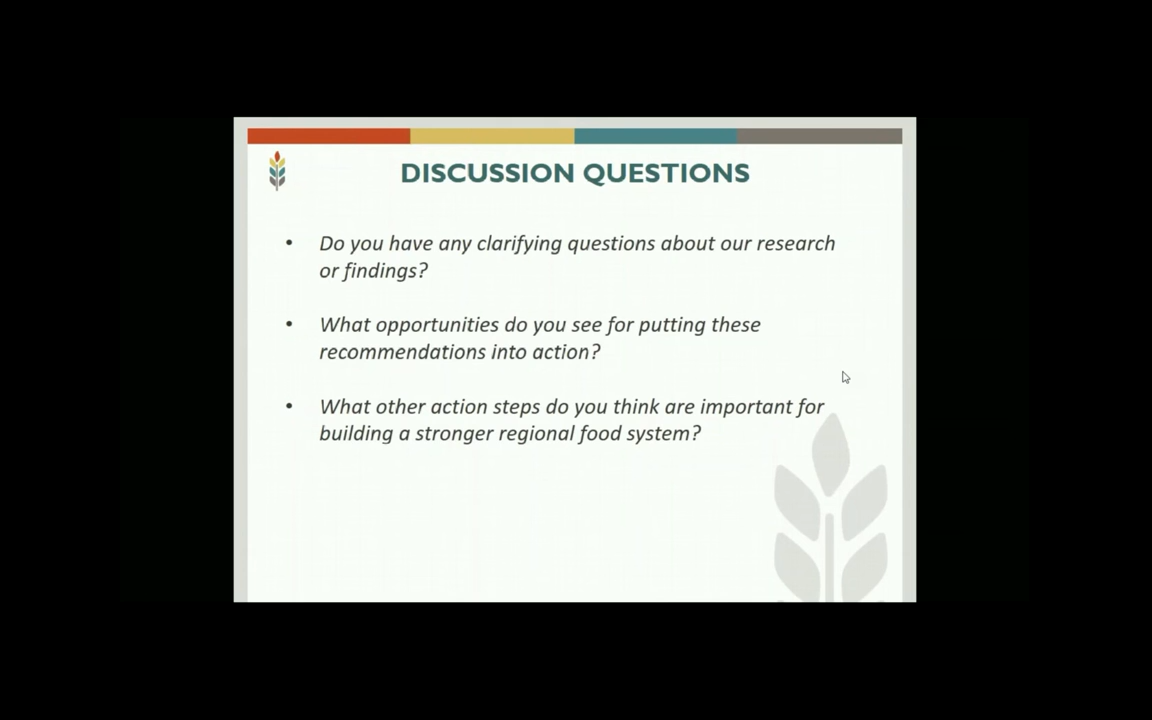 DISCUSSION QUESTIONS
• Do you have any clarifying questions about our research
or findings?
• What opportunities do you see for putting these
recommendations into action?
• What other action steps do you think are important for
building a stronger regional food system?